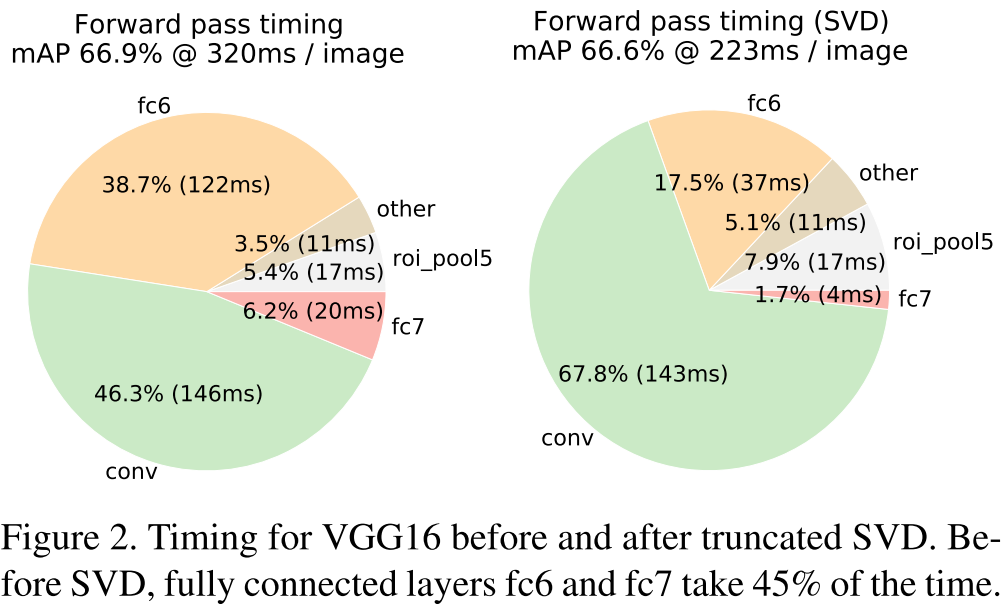 Forward pass timing
mAP 66.9% @ 320ms / image
fc6
38.7% (122ms)
other
3.5% (11ms)
roi_pool5
5.4% (17ms)
6.2% (20ms)
fc7
46.3% (146ms)
conv
Forward pass timing (SVD)
mAP 66.6% @ 223ms / image
fc6
other
17.5% (37ms)
5.1% (11ms)
roi_pool5
7.9% (17ms)
1.7% (4ms)
fc7
67.8% (143ms)
conv
Figure 2. Timing for VGG16 before and after truncated SVD. Be-
fore SVD, fully connected layers fc6 and fc7 take 45% of the time.